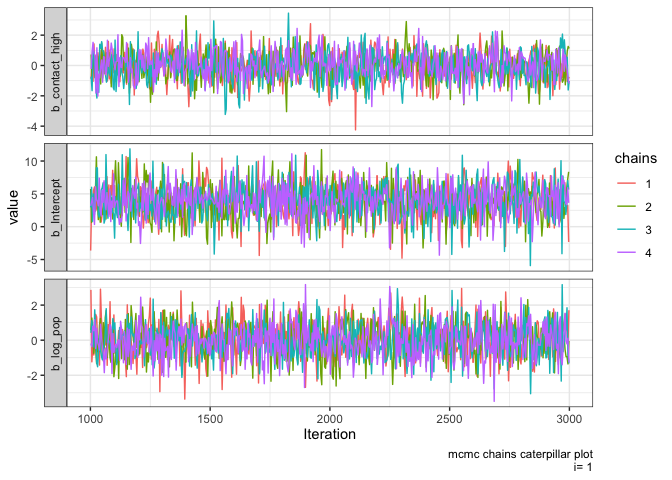 b_contact_high
2
0
-2
-4
b_Intercept
10
5
0
-5
b_log_pop
2
0
-2
value
1000
1500
2000
2500
3000
Iteration
chains
1
2
3
4
mcmc chains caterpillar plot
i= 1